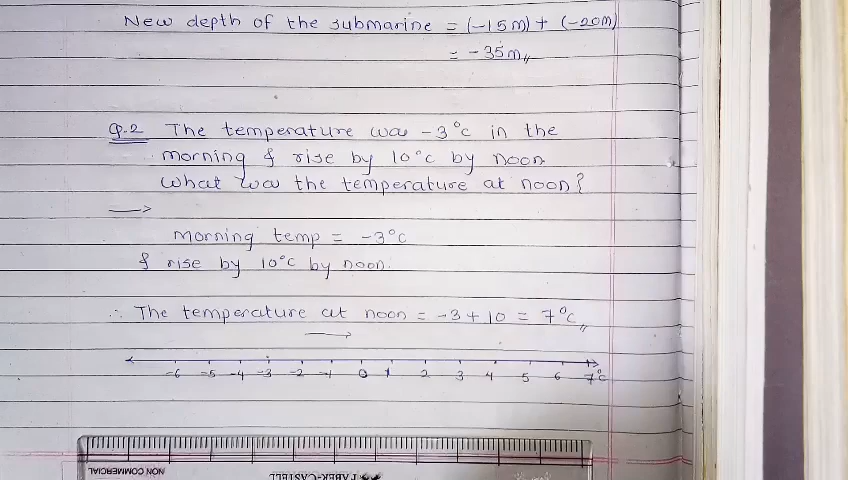 New depth of the submarine = (-15m) + (-20m)
= -35m,,
Q.2 The temperature was -3°c in the
morning & rise by 10°c by noon
What was the temperature at noon?
→
Morning temp = -3°c
& rise by 10°c by noon.
∴ The temperature at noon = -3 + 10 = 7°c,,
→
-6 -5 -4 -3 -2 -1 0 1 2 3 4 5 6 7°c
NON COMMERCIAL
FABER-CASTELL